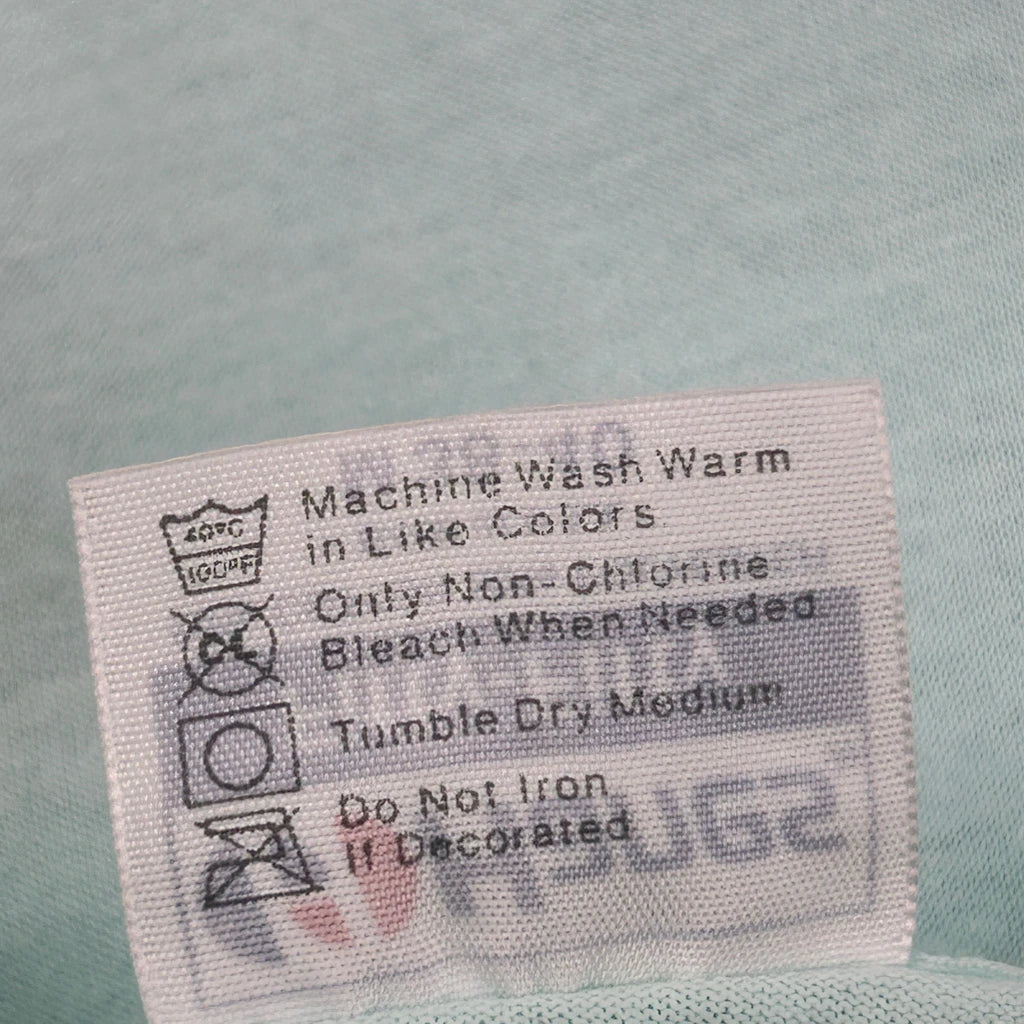 40°C
100°F
Machine Wash Warm
in Like Colors
Only Non-Chlorine
Bleach When Needed
Tumble Dry Medium
Do Not Iron
If Decorated